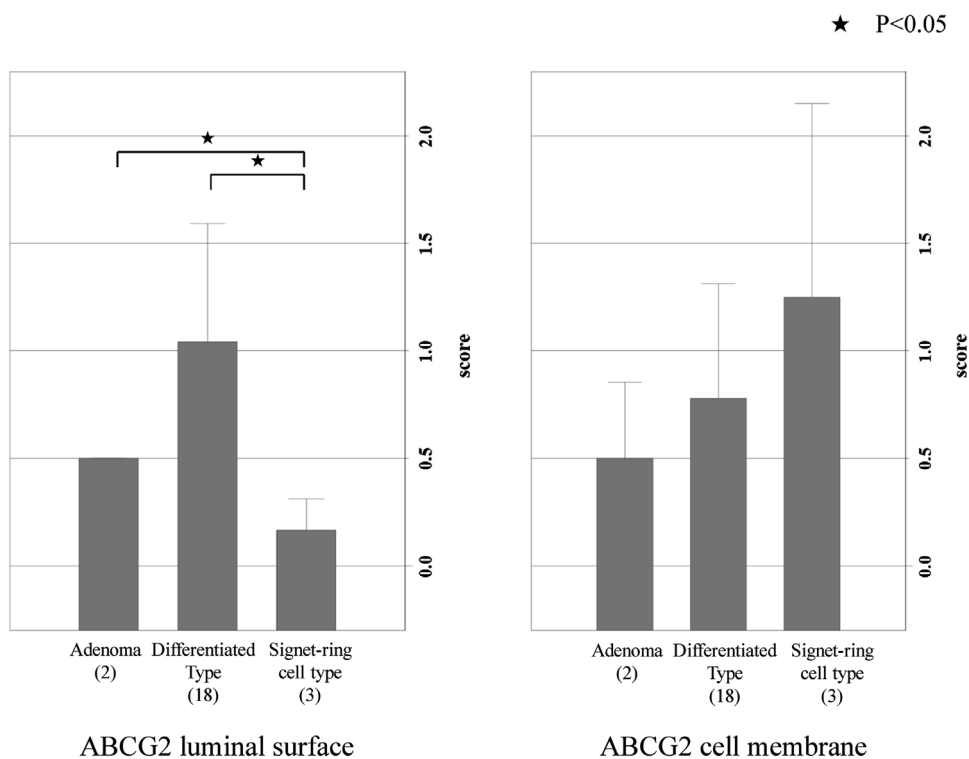 ★ P<0.05
2.0
1.5
1.0
0.5
0.0
score
★
★
Adenoma
(2)
Differentiated
Type
(18)
Signet-ring
cell type
(3)
ABCG2 luminal surface
2.0
1.5
1.0
0.5
0.0
score
Adenoma
(2)
Differentiated
Type
(18)
Signet-ring
cell type
(3)
ABCG2 cell membrane